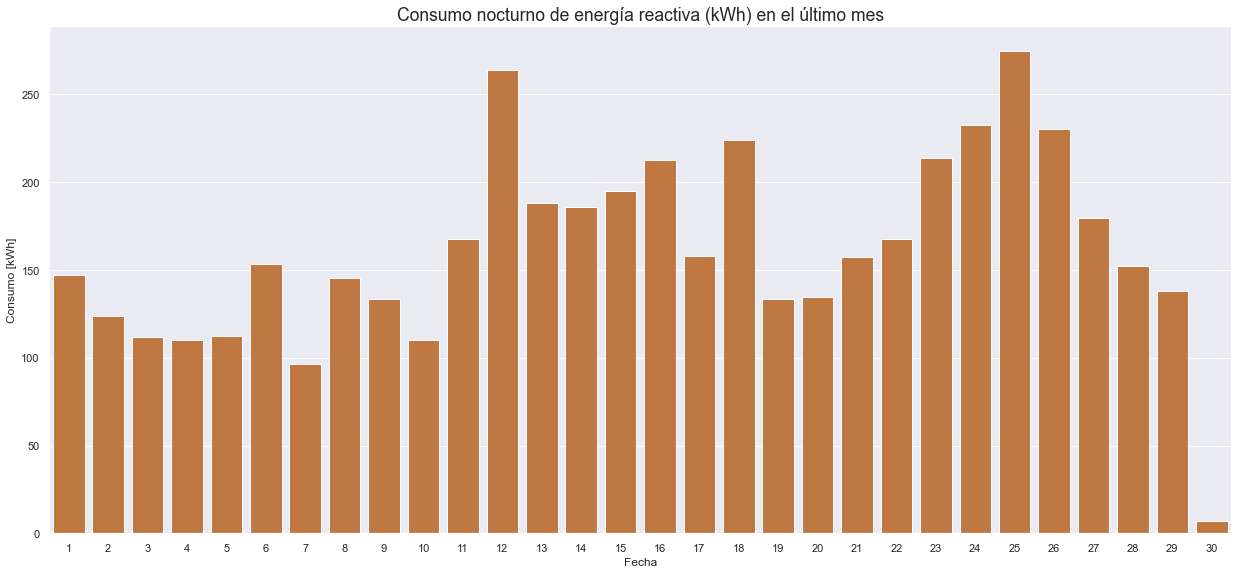 Consumo nocturno de energía reactiva (kWh) en el último mes
Consumo [kWh]
250
200
150
100
50
0
1 2 3 4 5 6 7 8 9 10 11 12 13 14 15 16 17 18 19 20 21 22 23 24 25 26 27 28 29 30
Fecha